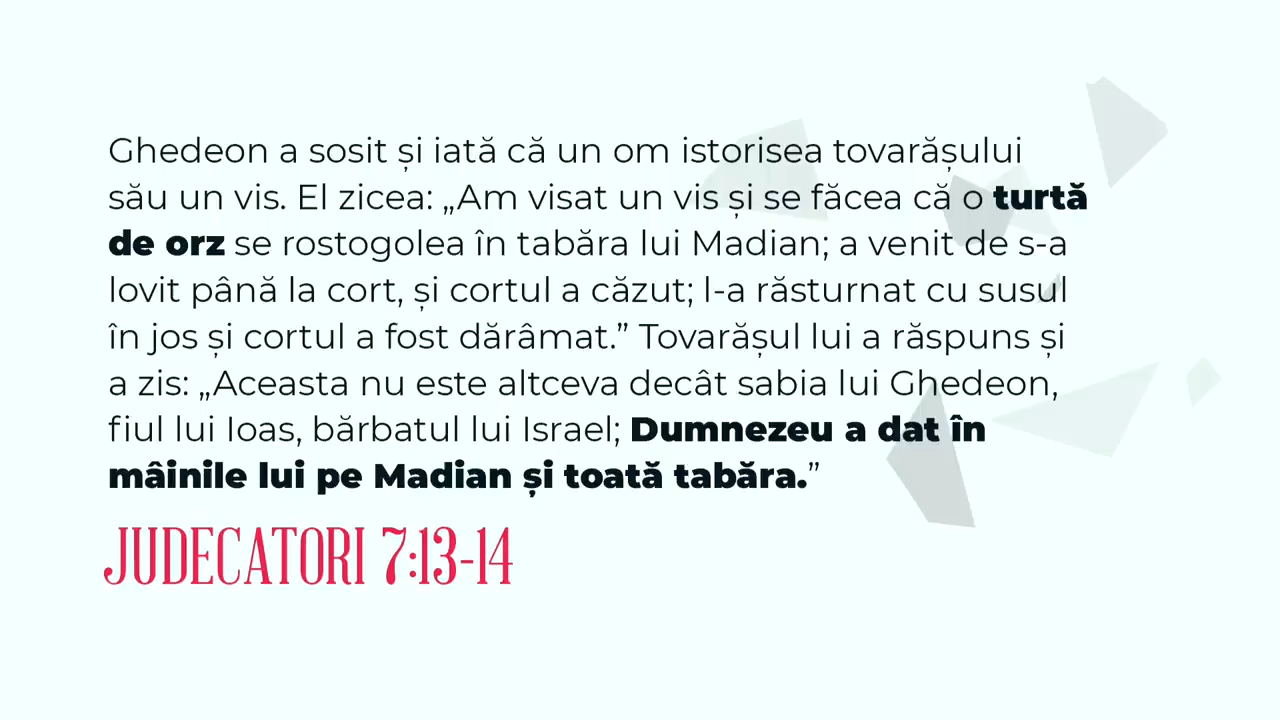 Ghedeon a sosit și iată că un om istorisea tovarășului
său un vis. El zicea: „Am visat un vis și se făcea că o turtă
de orz se rostogolea în tabăra lui Madian; a venit de s-a
lovit până la cort, și cortul a căzut; l-a răsturnat cu susul
în jos și cortul a fost dărâmat.” Tovarășul lui a răspuns și
a zis: „Aceasta nu este altceva decât sabia lui Ghedeon,
fiul lui Ioas, bărbatul lui Israel; Dumnezeu a dat în
mâinile lui pe Madian și toată tabăra.”
JUDECATORI 7:13-14